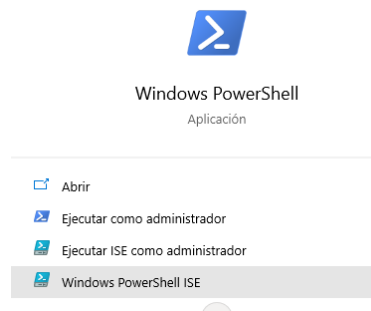 Windows PowerShell
Aplicación
Abrir
Ejecutar como administrador
Ejecutar ISE como administrador
Windows PowerShell ISE